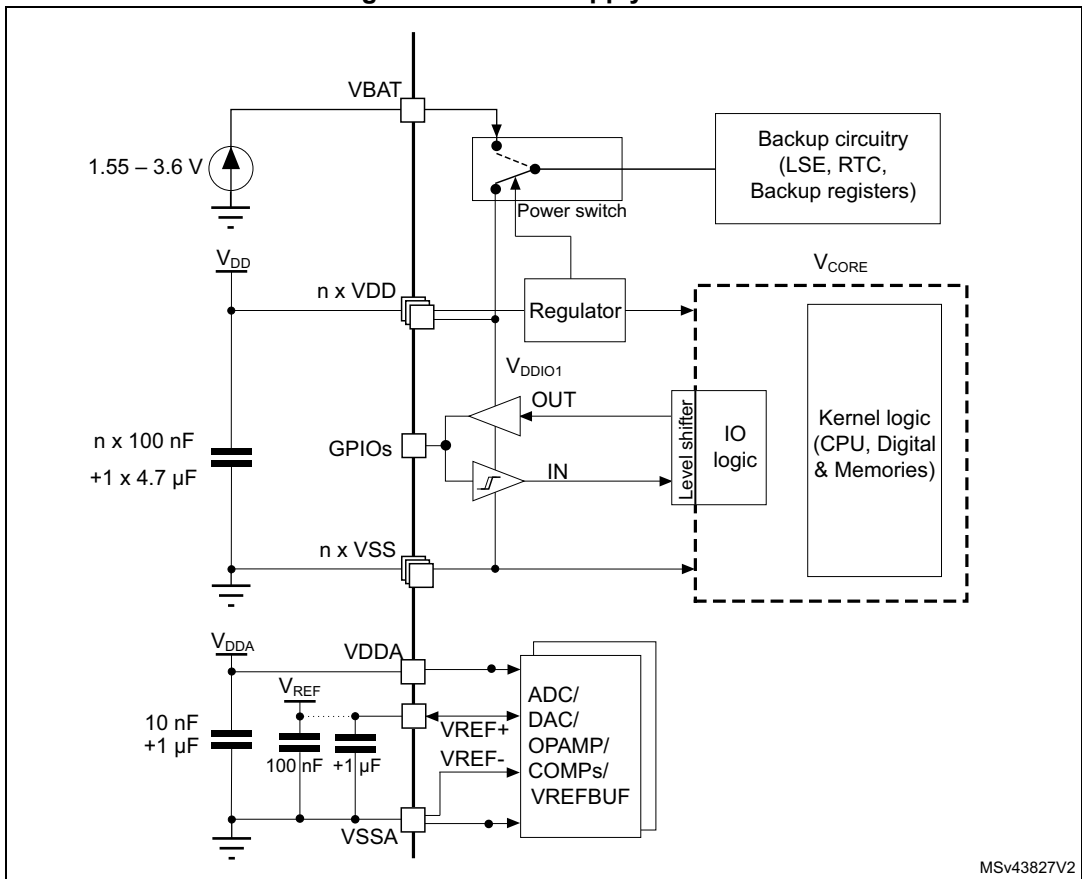 VBAT
1.55 – 3.6 V
Backup circuitry
(LSE, RTC,
Backup registers)
Power switch
VDD
n x VDD
Regulator
VCORE
VDDIO1
OUT
GPIOs
n x 100 nF
+1 x 4.7 µF
IN
Level shifter
IO
logic
Kernel logic
(CPU, Digital
& Memories)
n x VSS
VDDA
VDDA
VREF
10 nF
+1 µF
100 nF
+1 µF
VREF+
VREF-
ADC/
DAC/
OPAMP/
COMPs/
VREFBUF
VSSA
MSv43827V2